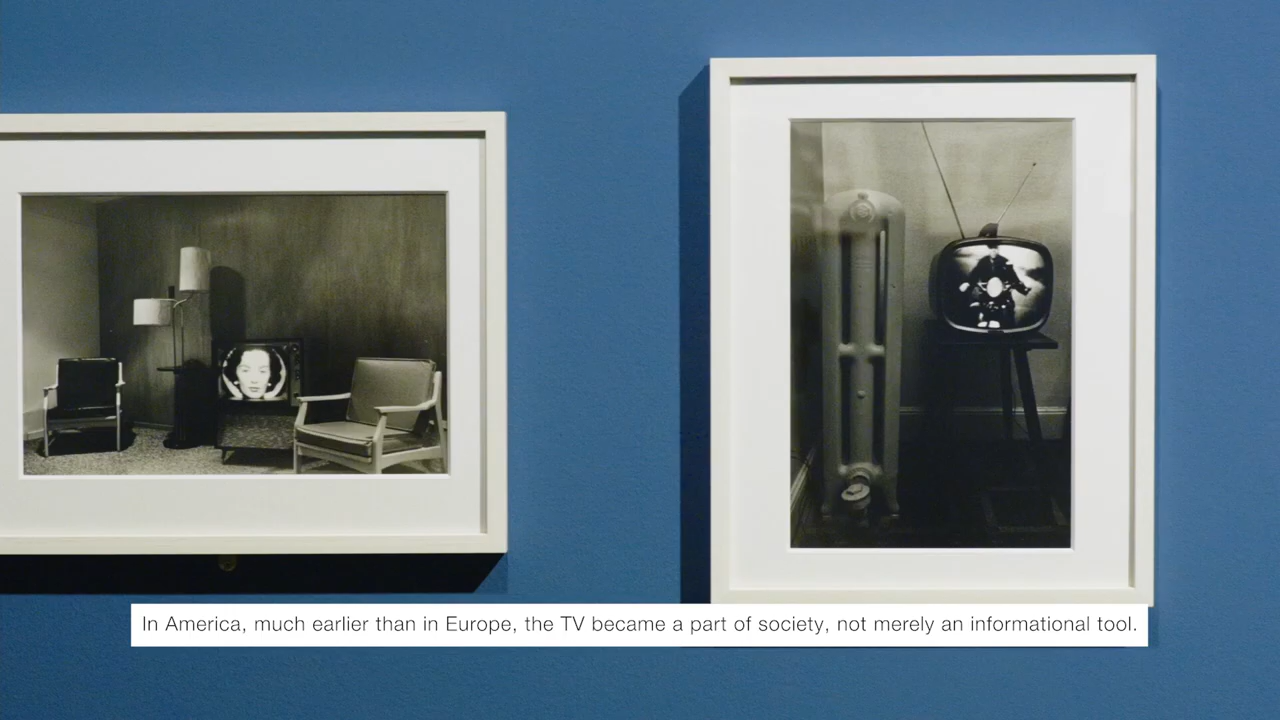 In America, much earlier than in Europe, the TV became a part of society, not merely an informational tool.